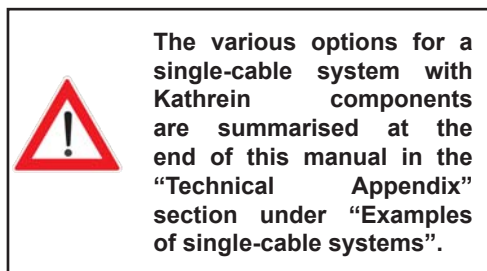 The various options for a
single-cable system with
Kathrein components
are summarised at the
end of this manual in the
“Technical Appendix”
section under “Examples
of single-cable systems”.